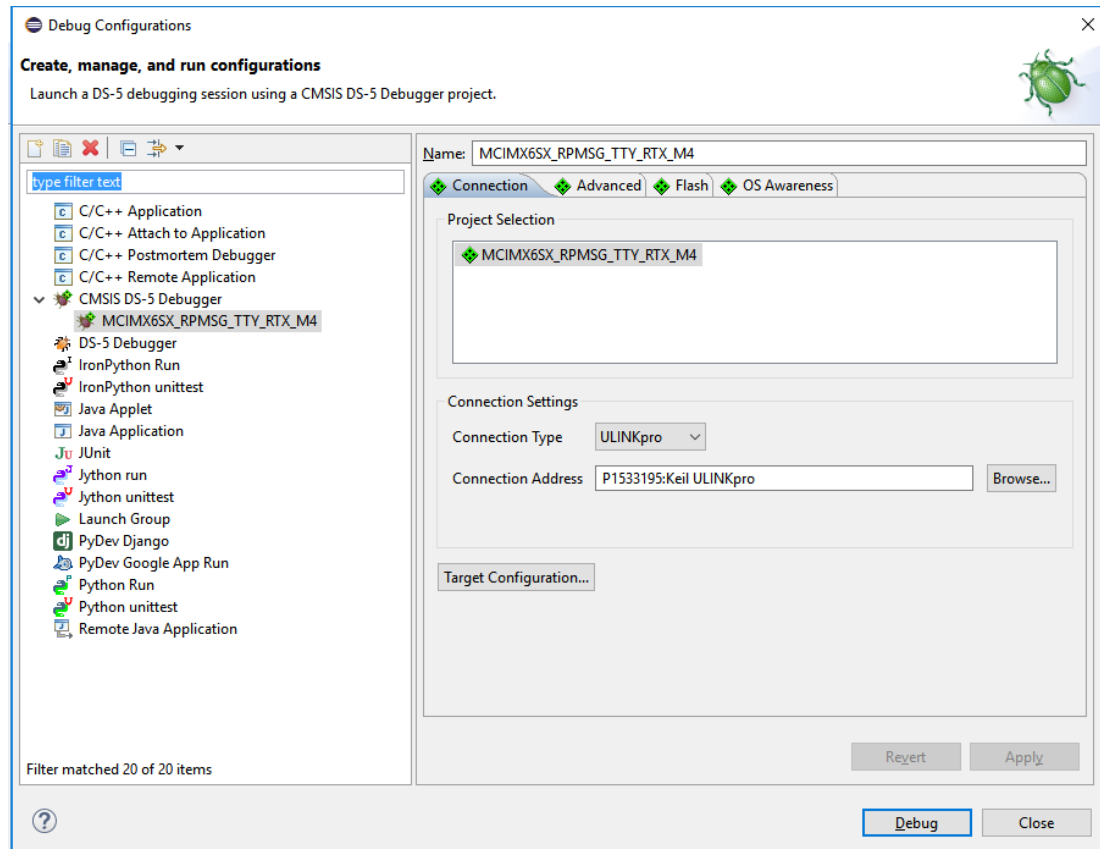 Debug Configurations
Create, manage, and run configurations
Launch a DS-5 debugging session using a CMSIS DS-5 Debugger project.
type filter text
C/C++ Application
C/C++ Attach to Application
C/C++ Postmortem Debugger
C/C++ Remote Application
CMSIS DS-5 Debugger
MCIMX6SX_RPMSG_TTY_RTX_M4
DS-5 Debugger
IronPython Run
IronPython unittest
Java Applet
Java Application
Ju JUnit
Jython run
Jython unittest
Launch Group
dj PyDev Django
PyDev Google App Run
Python Run
Python unittest
Remote Java Application
Filter matched 20 of 20 items
Name: MCIMX6SX_RPMSG_TTY_RTX_M4
Connection Advanced Flash OS Awareness
Project Selection
MCIMX6SX_RPMSG_TTY_RTX_M4
Connection Settings
Connection Type ULINKpro
Connection Address P1533195:Keil ULINKpro Browse...
Target Configuration...
Revert Apply
? Debug Close